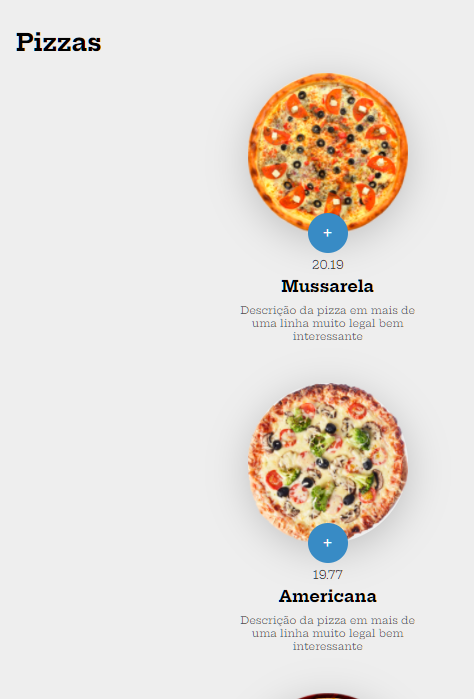 Pizzas
+
20.19
Mussarela
Descrição da pizza em mais de
uma linha muito legal bem
interessante
+
19.77
Americana
Descrição da pizza em mais de
uma linha muito legal bem
interessante